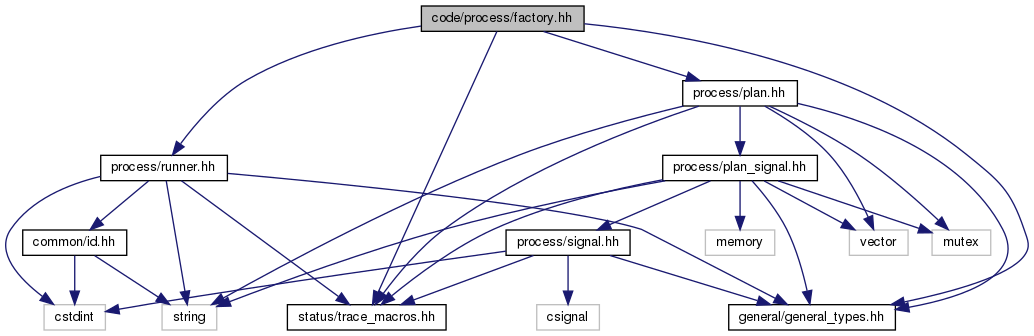 code/process/factory.hh
process/plan.hh
process/runner.hh
process/plan_signal.hh
common/id.hh
process/signal.hh
memory
vector
mutex
cstdint
string
status/trace_macros.hh
csignal
general/general_types.hh